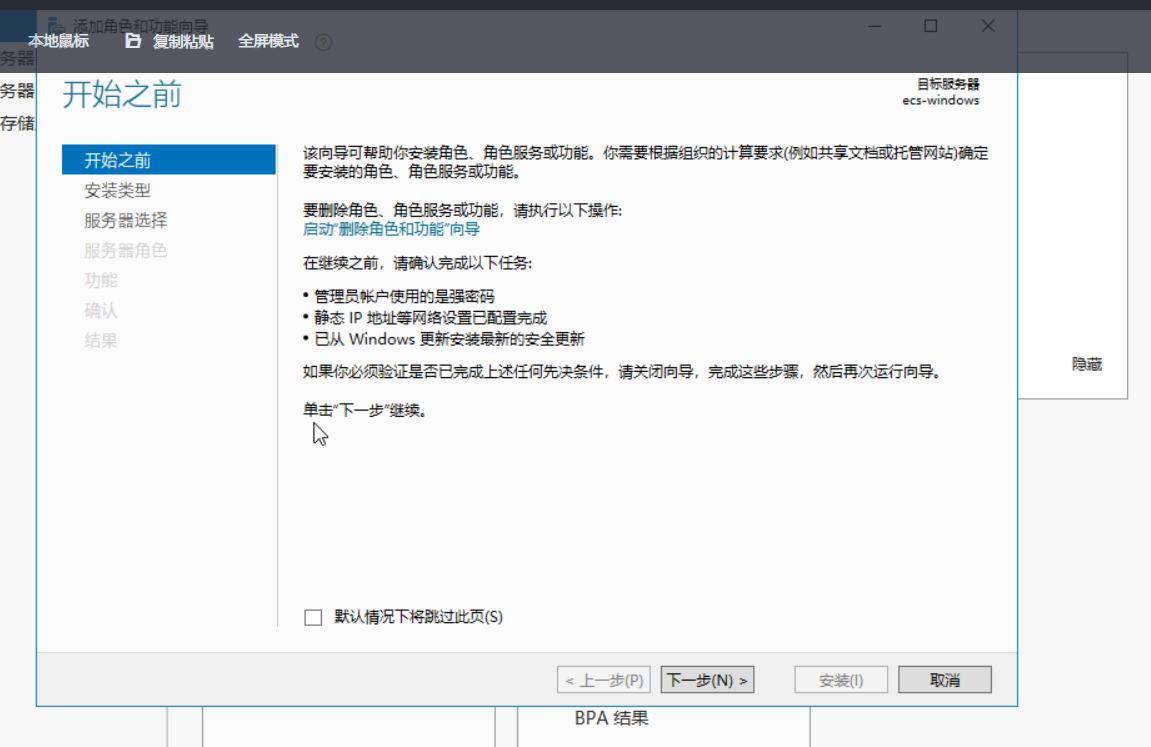 添加角色和功能向导
本地鼠标 复制粘贴 全屏模式 ?
务器
务器
存储
开始之前
目标服务器
ecs-windows
开始之前
安装类型
服务器选择
服务器角色
功能
确认
结果
该向导可帮助你安装角色、角色服务或功能。你需要根据组织的计算要求(例如共享文档或托管网站)确定
要安装的角色、角色服务或功能。
要删除角色、角色服务或功能，请执行以下操作:
启动"删除角色和功能"向导
在继续之前，请确认完成以下任务:
• 管理员帐户使用的是强密码
• 静态 IP 地址等网络设置已配置完成
• 已从 Windows 更新安装最新的安全更新
如果你必须验证是否已完成上述任何先决条件，请关闭向导，完成这些步骤，然后再次运行向导。
单击"下一步"继续。
隐藏
默认情况下将跳过此页(S)
< 上一步(P) 下一步(N) > 安装(I) 取消
BPA 结果